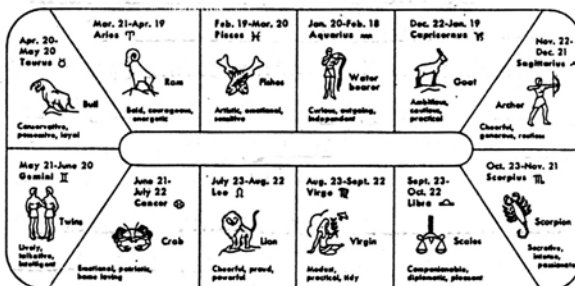 Apr. 20-
May 20
Taurus ♉
Bull
Conservative,
possessive, loyal
Mar. 21-Apr. 19
Aries ♈
Ram
Bold, courageous,
energetic
Feb. 19-Mar. 20
Pisces ♓
Fishes
Artistic, emotional,
sensitive
Jan. 20-Feb. 18
Aquarius ♒
Water
bearer
Curious, outgoing,
independent
Dec. 22-Jan. 19
Capricornus ♑
Goat
Ambitious,
cautious,
practical
Nov. 22-
Dec. 21
Sagittarius
Archer
Cheerful,
generous, restless
May 21-June 20
Gemini ♊
Twins
Lively,
talkative,
intelligent
June 21-
July 22
Cancer ♋
Crab
Emotional, patriotic,
home loving
July 23-Aug. 22
Leo ♌
Lion
Cheerful, proud,
powerful
Aug. 23-Sept. 22
Virgo ♍
Virgin
Modest,
practical, tidy
Sept. 23-
Oct. 22
Libra ♎
Scales
Companionable,
diplomatic, pleasant
Oct. 23-Nov. 21
Scorpius ♏
Scorpion
Secretive,
intense,
passionate